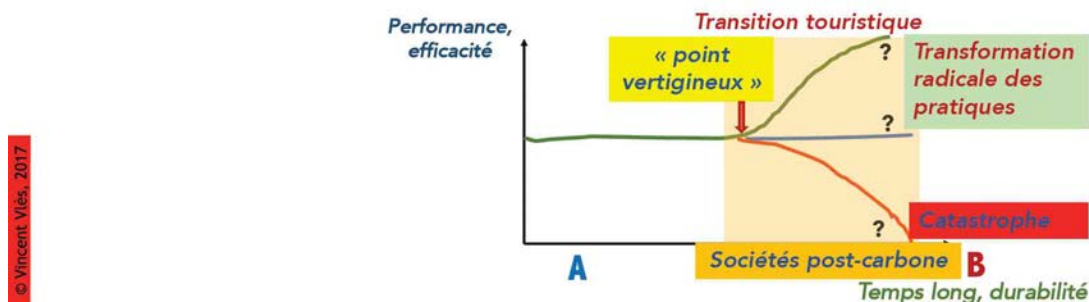 Transition touristique
Performance,
efficacité
« point
vertigineux »
?
Transformation
radicale des
pratiques
?
?
Catastrophe
Sociétés post-carbone
A
B
Temps long, durabilité
© Vincent Vlès, 2017